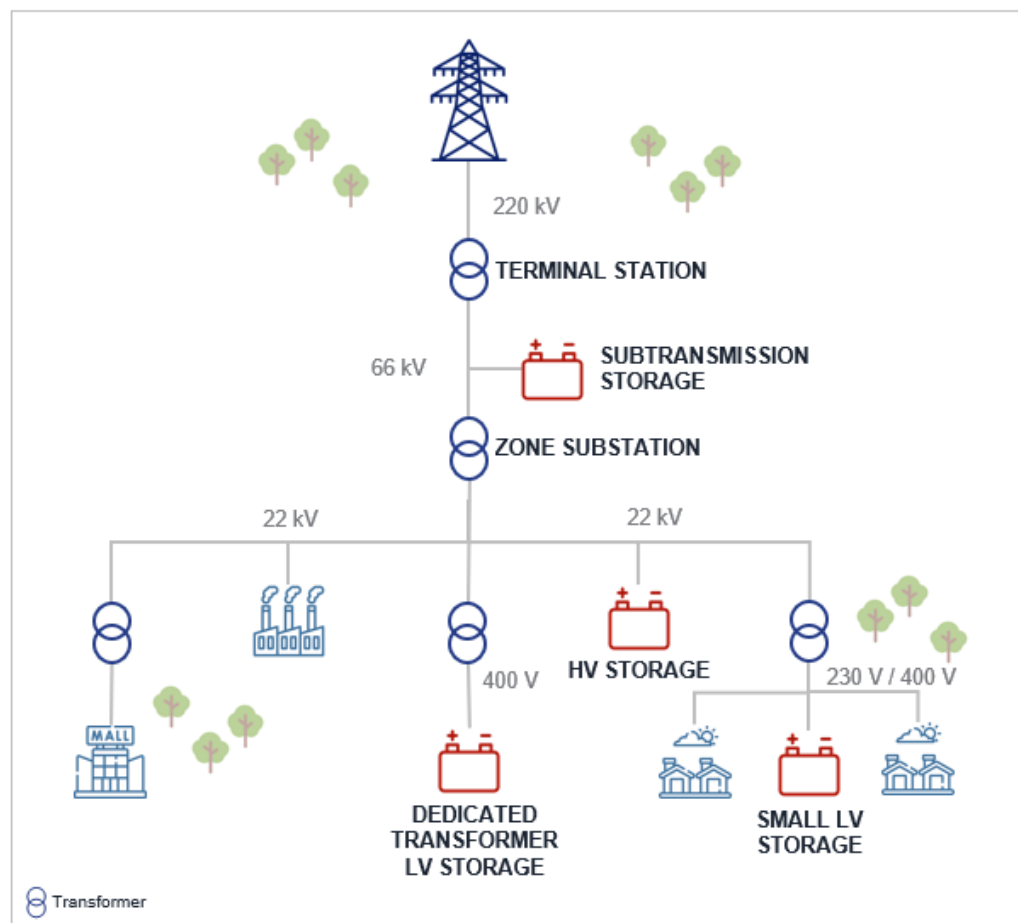 220 kV
TERMINAL STATION
66 kV
+ −
SUBTRANSMISSION
STORAGE
ZONE SUBSTATION
22 kV
22 kV
+ −
HV STORAGE
400 V
230 V / 400 V
MALL
+ −
DEDICATED
TRANSFORMER
LV STORAGE
+ −
SMALL LV
STORAGE
Transformer